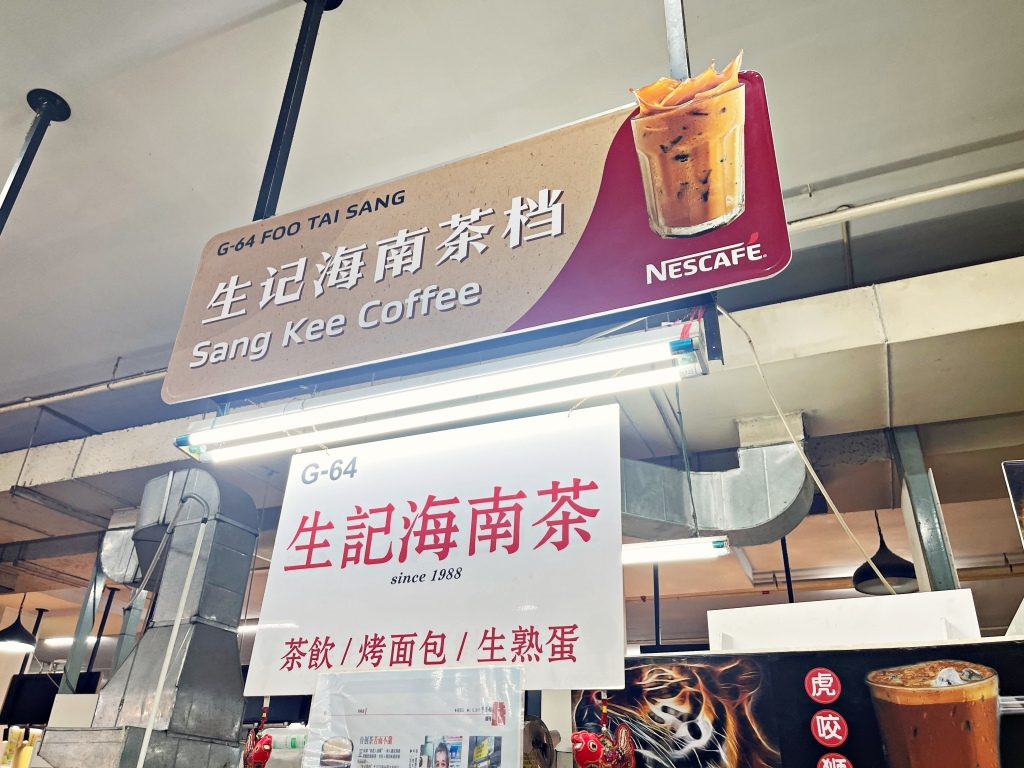 G-64 FOO TAI SANG
生记海南茶档
Sang Kee Coffee
NESCAFÉ
G-64
生記海南茶
since 1988
茶飲 / 烤面包 / 生熟蛋
虎
咬
獅